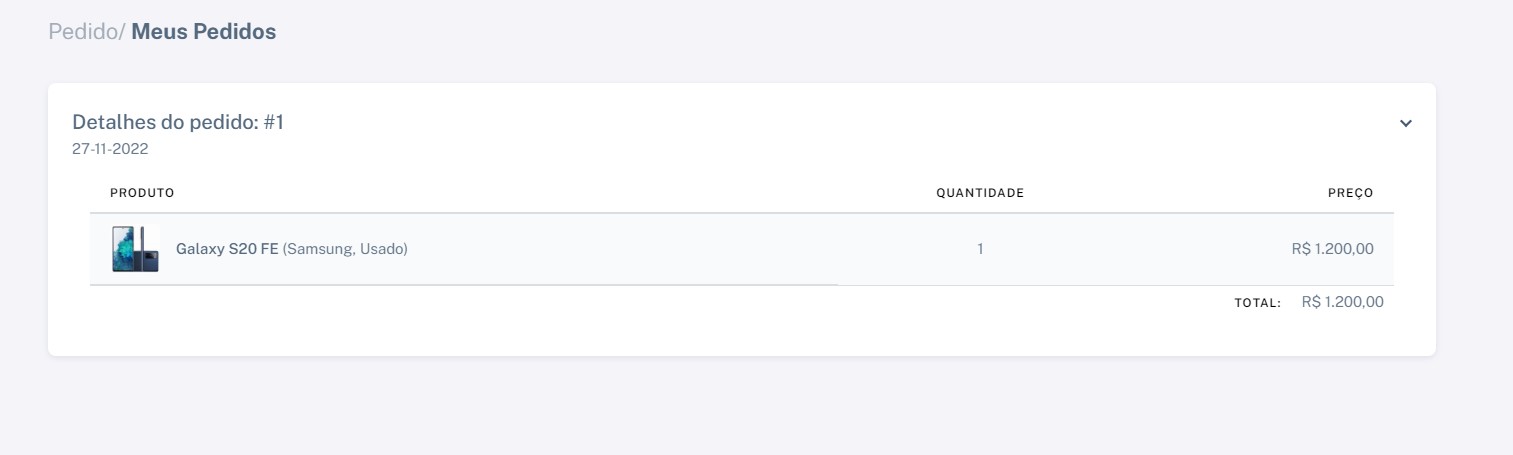 Pedido/ Meus Pedidos
Detalhes do pedido: #1
27-11-2022
PRODUTO QUANTIDADE PREÇO
Galaxy S20 FE (Samsung, Usado) 1 R$ 1.200,00
TOTAL: R$ 1.200,00